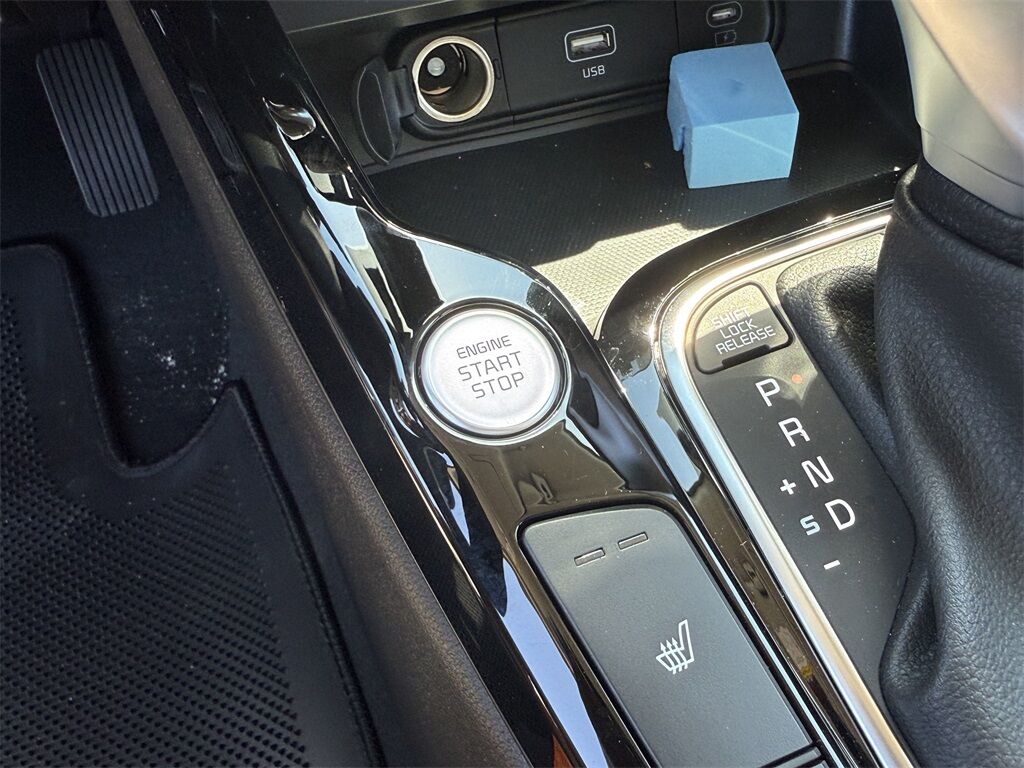 USB
ENGINE
START
STOP
SHIFT
LOCK
RELEASE
P
R
N
+
S D
-